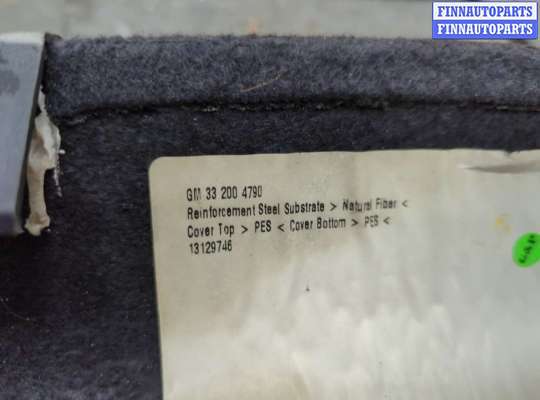 FINNAUTOPARTS
FINNAUTOPARTS
GM 33 200 4790
Reinforcement Steel Substrate > Natural Fiber <
Cover Top > PES < Cover Bottom > PES <
13129746